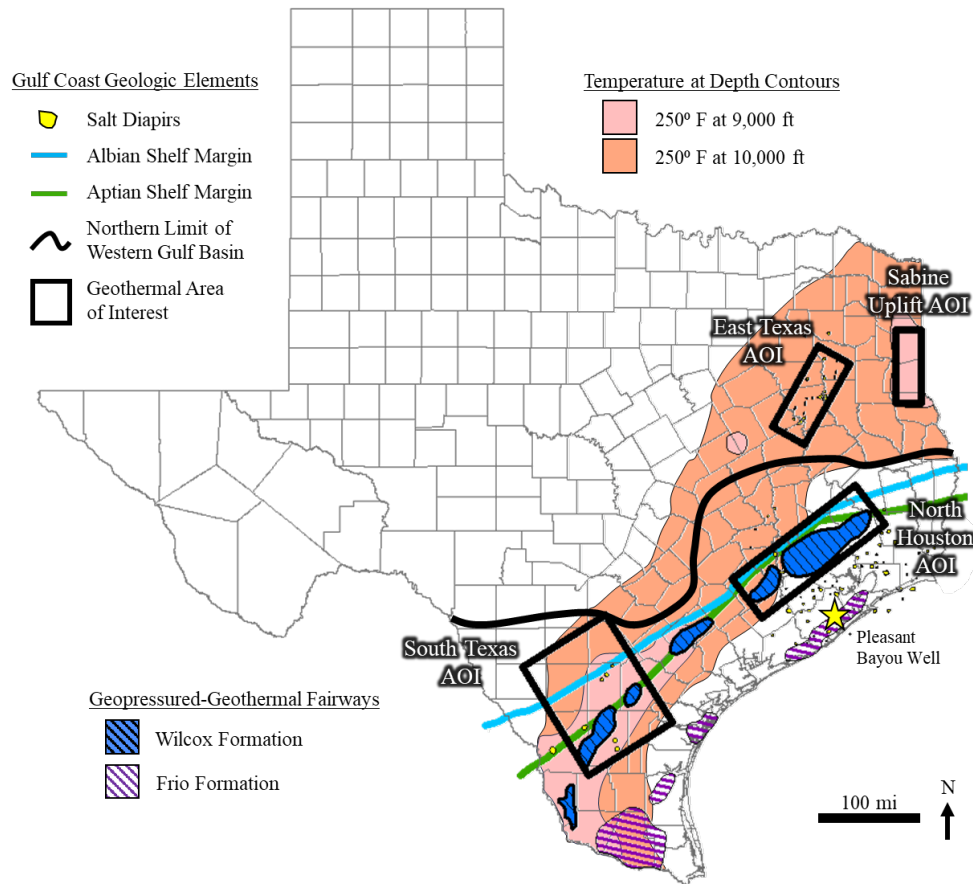 Gulf Coast Geologic Elements
Salt Diapirs
Albian Shelf Margin
Aptian Shelf Margin
Northern Limit of
Western Gulf Basin
Geothermal Area
of Interest
Temperature at Depth Contours
250º F at 9,000 ft
250º F at 10,000 ft
Sabine
Uplift AOI
East Texas
AOI
North
Houston
AOI
South Texas
AOI
Pleasant
Bayou Well
Geopressured-Geothermal Fairways
Wilcox Formation
Frio Formation
100 mi
N